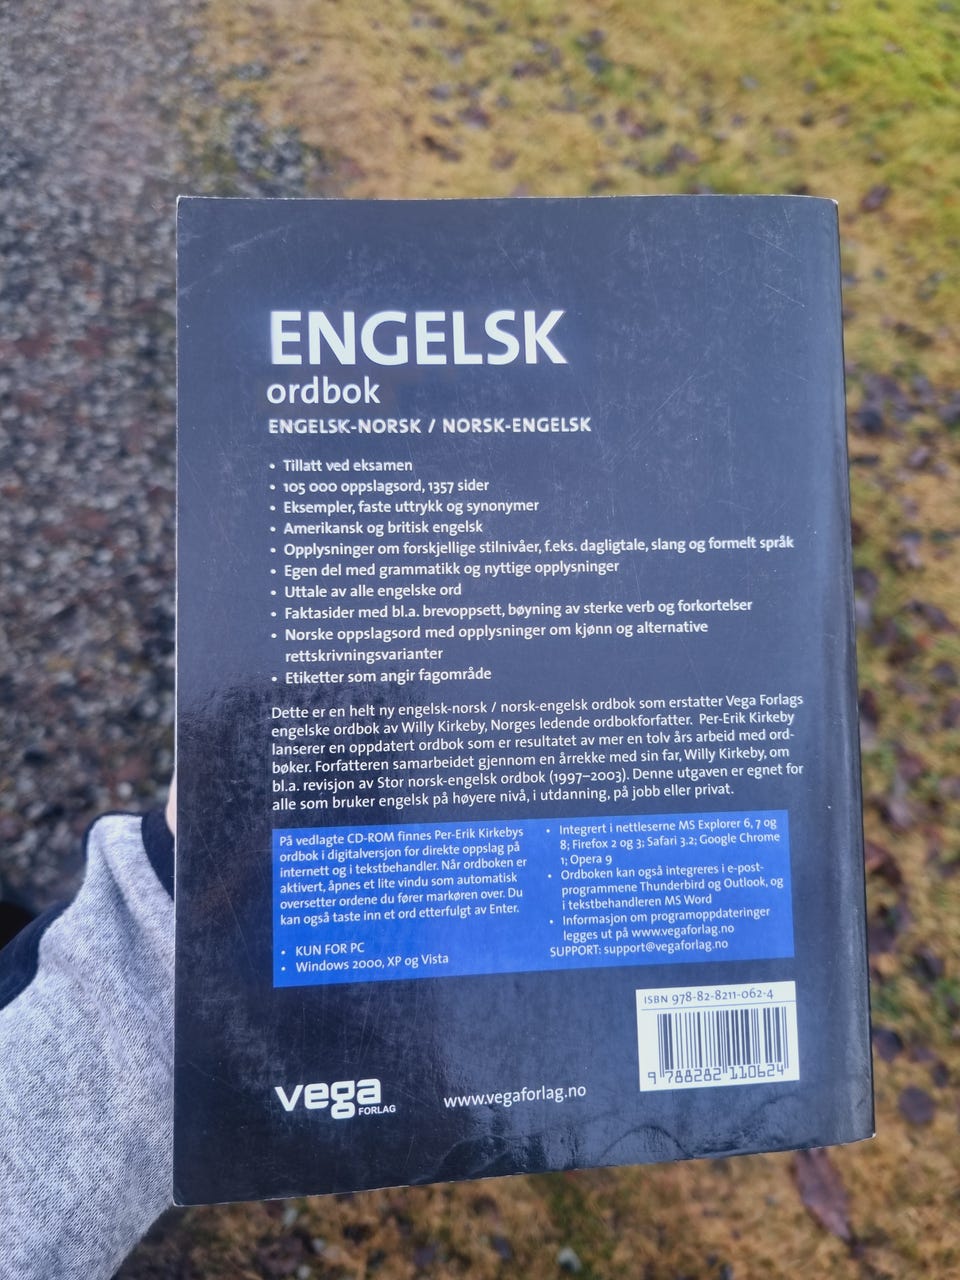 ENGELSK
ordbok
ENGELSK-NORSK / NORSK-ENGELSK
• Tillatt ved eksamen
• 105 000 oppslagsord, 1357 sider
• Eksempler, faste uttrykk og synonymer
• Amerikansk og britisk engelsk
• Opplysninger om forskjellige stilnivåer, f.eks. dagligtale, slang og formelt språk
• Egen del med grammatikk og nyttige opplysninger
• Uttale av alle engelske ord
• Faktasider med bl.a. brevoppsett, bøyning av sterke verb og forkortelser
• Norske oppslagsord med opplysninger om kjønn og alternative
rettskrivningsvarianter
• Etiketter som angir fagområde
Dette er en helt ny engelsk-norsk / norsk-engelsk ordbok som erstatter Vega Forlags
engelske ordbok av Willy Kirkeby, Norges ledende ordbokforfatter. Per-Erik Kirkeby
lanserer en oppdatert ordbok som er resultatet av mer en tolv års arbeid med ord-
bøker. Forfatteren samarbeidet gjennom en årrekke med sin far, Willy Kirkeby, om
bl.a. revisjon av Stor norsk-engelsk ordbok (1997–2003). Denne utgaven er egnet for
alle som bruker engelsk på høyere nivå, i utdanning, på jobb eller privat.
På vedlagte CD-ROM finnes Per-Erik Kirkebys
ordbok i digitalversjon for direkte oppslag på
internett og i tekstbehandler. Når ordboken er
aktivert, åpnes et lite vindu som automatisk
oversetter ordene du fører markøren over. Du
kan også taste inn et ord etterfulgt av Enter.
• KUN FOR PC
• Windows 2000, XP og Vista
• Integrert i nettleserne MS Explorer 6, 7 og
8; Firefox 2 og 3; Safari 3.2; Google Chrome
1; Opera 9
• Ordboken kan også integreres i e-post-
programmene Thunderbird og Outlook, og
i tekstbehandleren MS Word
• Informasjon om programoppdateringer
legges ut på www.vegaforlag.no
SUPPORT: support@vegaforlag.no
ISBN 978-82-8211-062-4
9 788282 110624
vega
FORLAG
www.vegaforlag.no